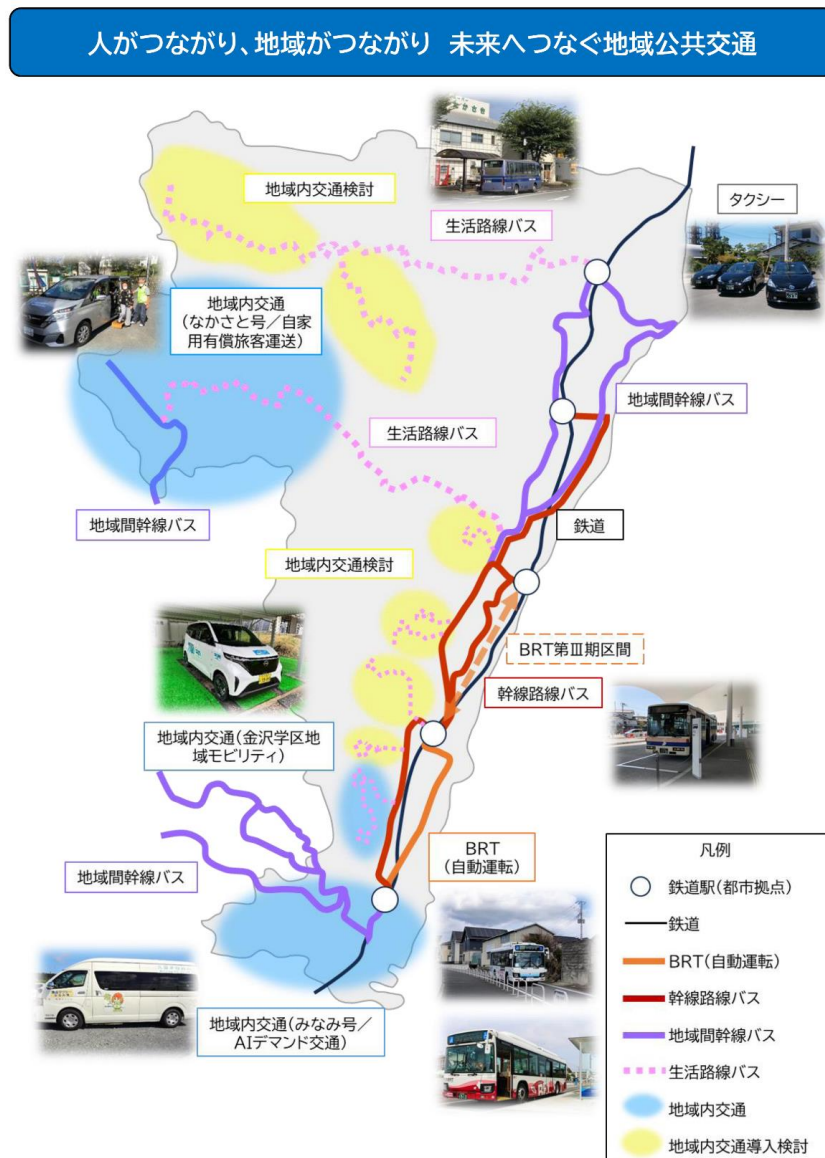 人がつながり、地域がつながり 未来へつなぐ地域公共交通
地域内交通検討
生活路線バス
タクシー
地域内交通
(なかさと号/自家
用有償旅客運送)
地域間幹線バス
生活路線バス
地域間幹線バス
鉄道
地域内交通検討
BRT第Ⅲ期区間
幹線路線バス
地域内交通(金沢学区地
域モビリティ)
地域間幹線バス
BRT
(自動運転)
地域内交通(みなみ号/
AIデマンド交通)
凡例
鉄道駅(都市拠点)
鉄道
BRT(自動運転)
幹線路線バス
地域間幹線バス
生活路線バス
地域内交通
地域内交通導入検討